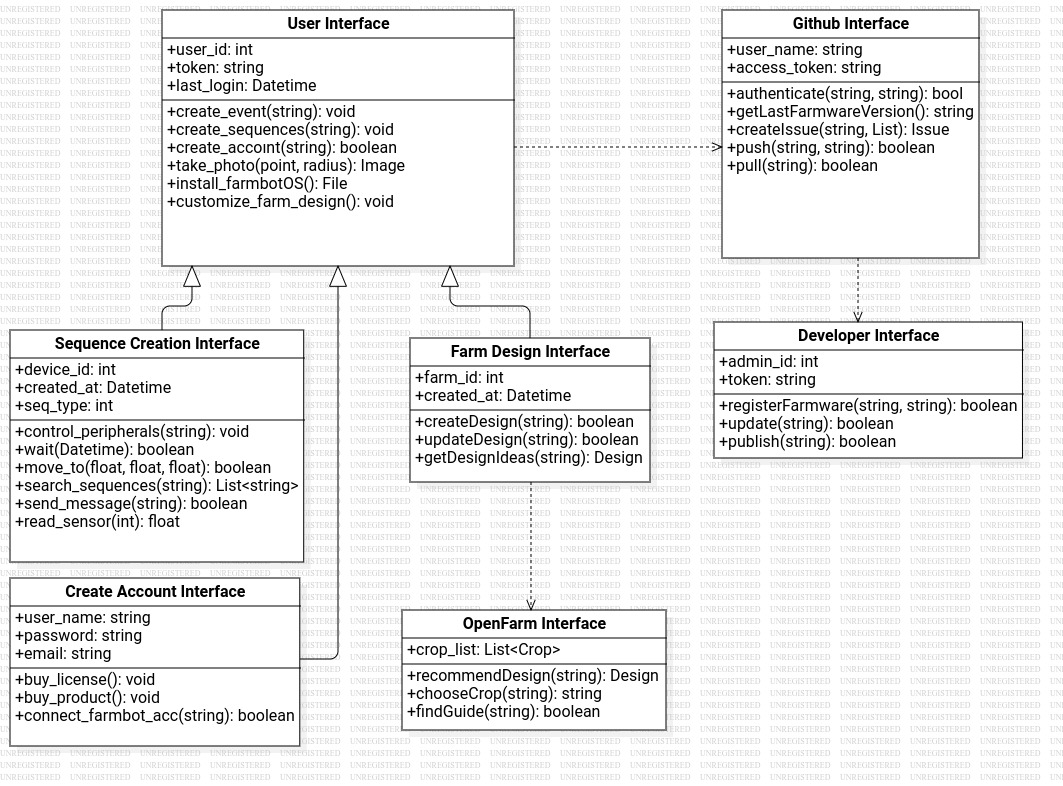 User Interface
+user_id: int
+token: string
+last_login: Datetime
+create_event(string): void
+create_sequences(string): void
+create_accont(string): boolean
+take_photo(point, radius): Image
+install_farmbotOS(): File
+customize_farm_design(): void
Github Interface
+user_name: string
+access_token: string
+authenticate(string, string): bool
+getLastFarmwareVersion(): string
+createIssue(string, List): Issue
+push(string, string): boolean
+pull(string): boolean
Sequence Creation Interface
+device_id: int
+created_at: Datetime
+seq_type: int
+control_peripherals(string): void
+wait(Datetime): boolean
+move_to(float, float, float): boolean
+search_sequences(string): List<string>
+send_message(string): boolean
+read_sensor(int): float
Farm Design Interface
+farm_id: int
+created_at: Datetime
+createDesign(string): boolean
+updateDesign(string): boolean
+getDesignIdeas(string): Design
Developer Interface
+admin_id: int
+token: string
+registerFarmware(string, string): boolean
+update(string): boolean
+publish(string): boolean
Create Account Interface
+user_name: string
+password: string
+email: string
+buy_license(): void
+buy_product(): void
+connect_farmbot_acc(string): boolean
OpenFarm Interface
+crop_list: List<Crop>
+recommendDesign(string): Design
+chooseCrop(string): string
+findGuide(string): boolean
UNREGISTERED